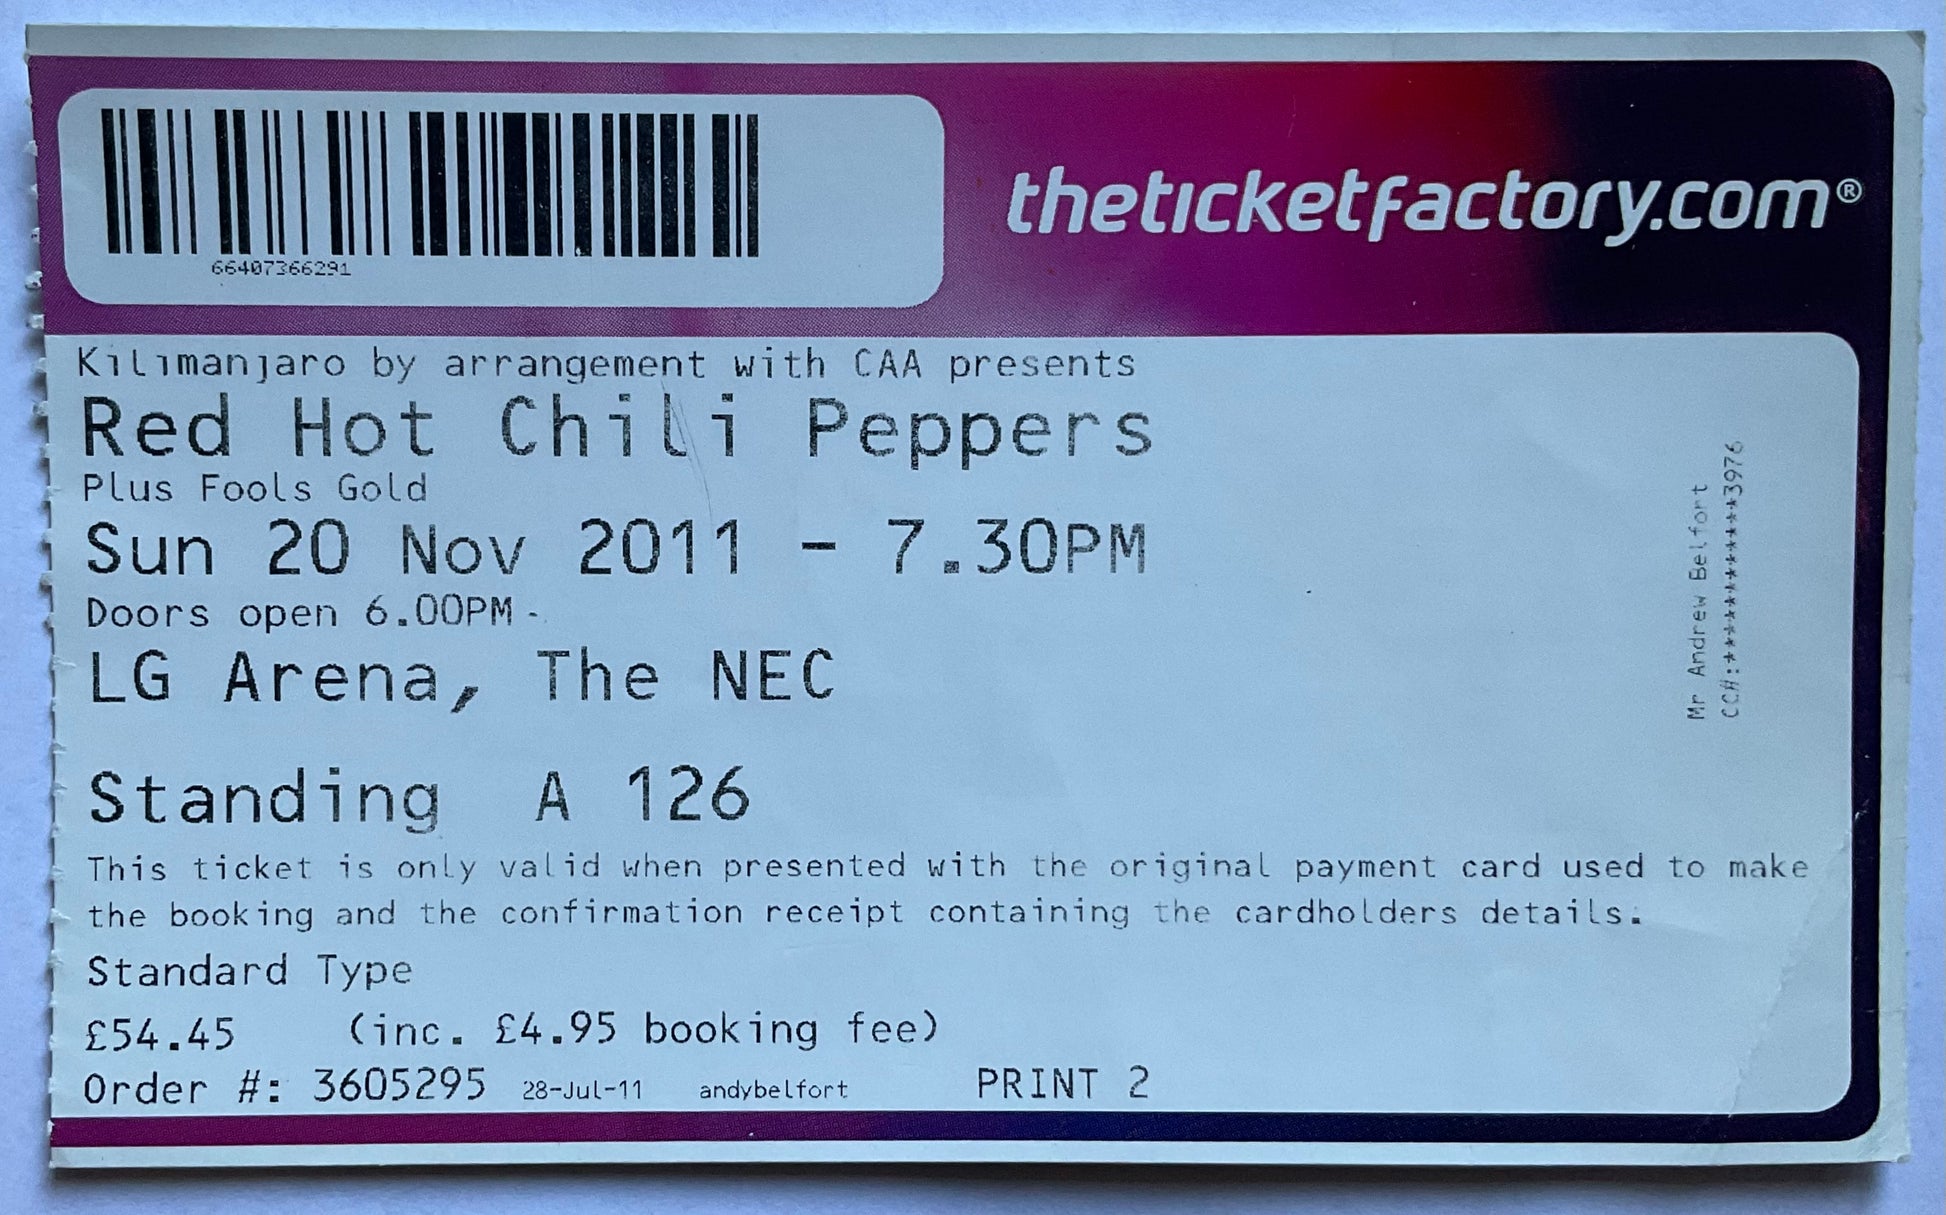 66407366291
theticketfactory.com®
Kilimanjaro by arrangement with CAA presents
Red Hot Chili Peppers
Plus Fools Gold
Sun 20 Nov 2011 - 7.30PM
Doors open 6.00PM -
LG Arena, The NEC
Standing A 126
This ticket is only valid when presented with the original payment card used to make
the booking and the confirmation receipt containing the cardholders details.
Standard Type
£54.45 (inc. £4.95 booking fee)
Order #: 3605295 28-Jul-11 andybelfort PRINT 2
Mr Andrew Belfort
CC#:************3976